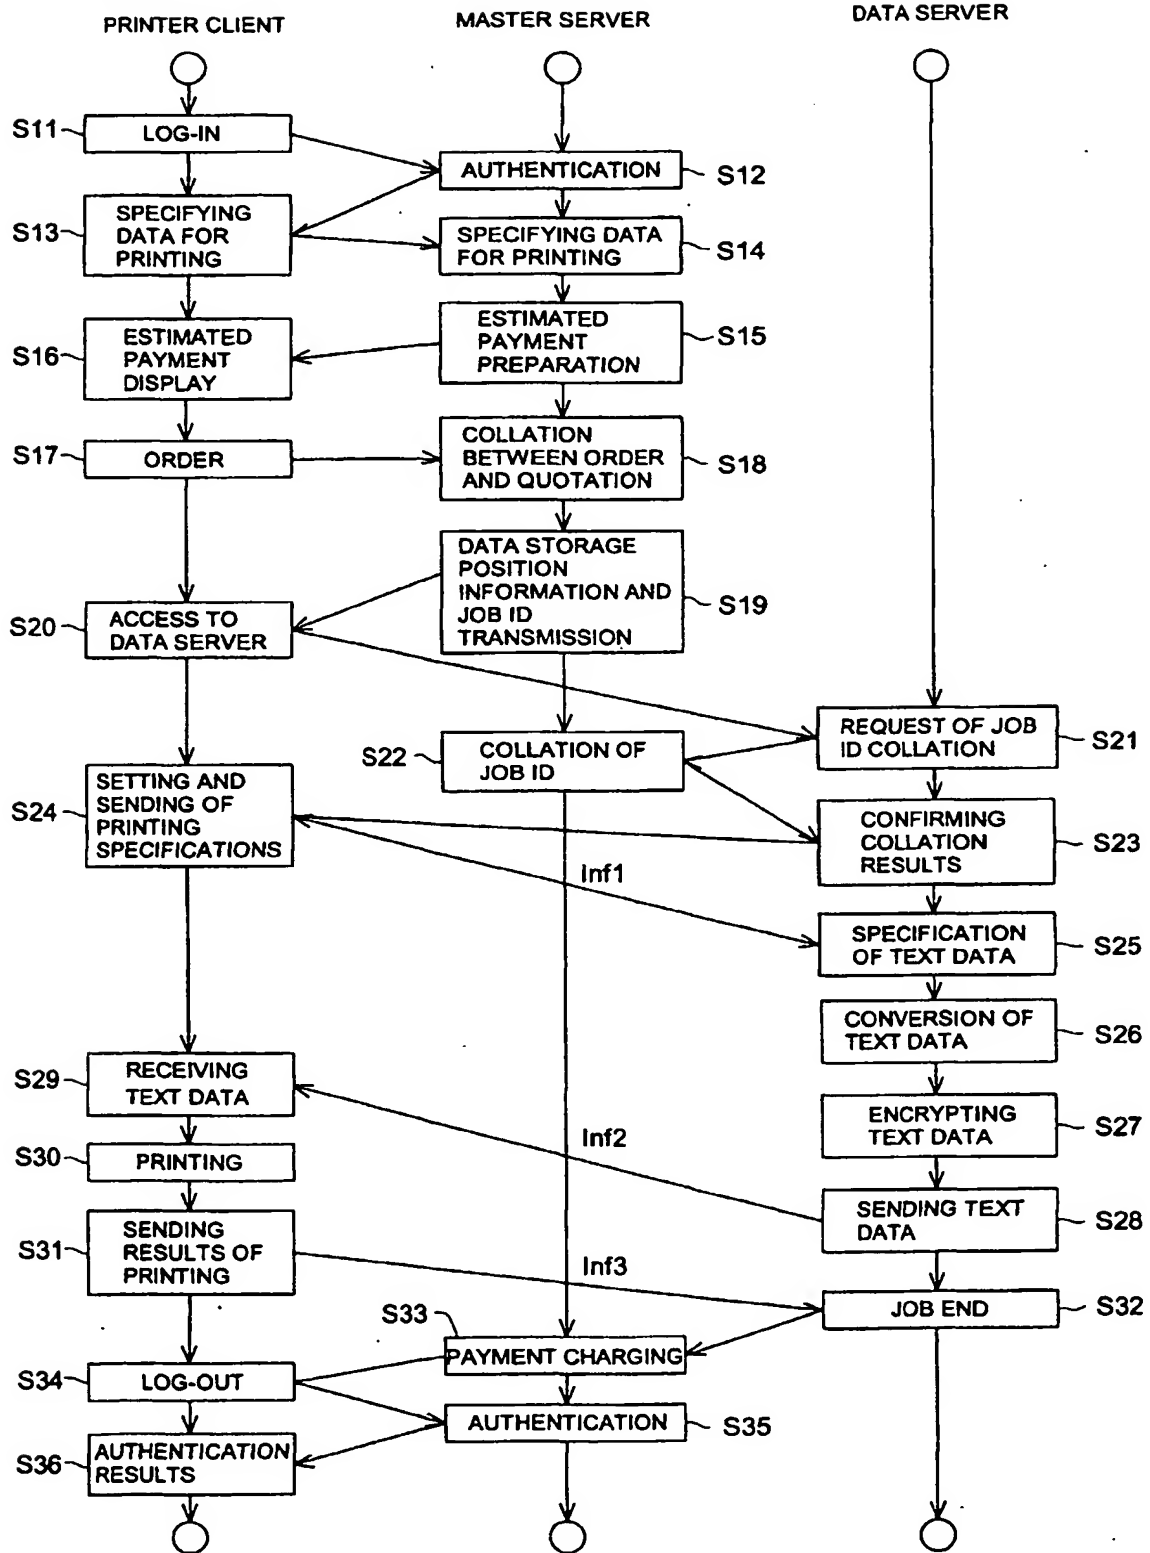 PRINTER CLIENT
MASTER SERVER
DATA SERVER
S11
LOG-IN
AUTHENTICATION
S12
S13
SPECIFYING
DATA FOR
PRINTING
SPECIFYING DATA
FOR PRINTING
S14
S16
ESTIMATED
PAYMENT
DISPLAY
ESTIMATED
PAYMENT
PREPARATION
S15
S17
ORDER
COLLATION
BETWEEN ORDER
AND QUOTATION
S18
DATA STORAGE
POSITION
INFORMATION AND
JOB ID
TRANSMISSION
S19
S20
ACCESS TO
DATA SERVER
REQUEST OF JOB
ID COLLATION
S21
S22
COLLATION OF
JOB ID
S24
SETTING AND
SENDING OF
PRINTING
SPECIFICATIONS
CONFIRMING
COLLATION
RESULTS
S23
Inf1
SPECIFICATION
OF TEXT DATA
S25
CONVERSION OF
TEXT DATA
S26
S29
RECEIVING
TEXT DATA
ENCRYPTING
TEXT DATA
S27
Inf2
S30
PRINTING
SENDING TEXT
DATA
S28
S31
SENDING
RESULTS OF
PRINTING
Inf3
JOB END
S32
S33
PAYMENT CHARGING
S34
LOG-OUT
AUTHENTICATION
S35
S36
AUTHENTICATION
RESULTS